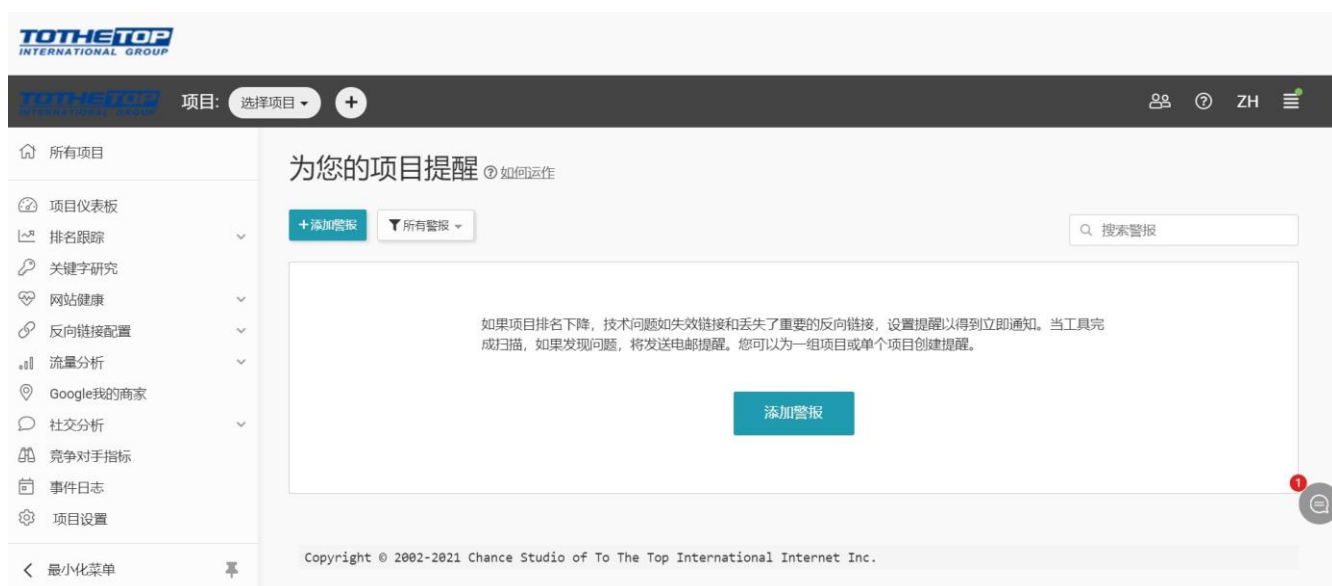 TOTHETOP
INTERNATIONAL GROUP
TOTHETOP
INTERNATIONAL GROUP
项目: 选择项目 + ZH
所有项目
为您的项目提醒 如何运作
项目仪表板
排名跟踪
关键字研究
网站健康
反向链接配置
流量分析
Google我的商家
社交分析
竞争对手指标
事件日志
项目设置
最小化菜单
+添加警报 所有警报
搜索警报
如果项目排名下降，技术问题如失效链接和丢失了重要的反向链接，设置提醒以得到立即通知。当工具完
成扫描，如果发现问题，将发送电邮提醒。您可以为一组项目或单个项目创建提醒。
添加警报
1
Copyright © 2002-2021 Chance Studio of To The Top International Internet Inc.